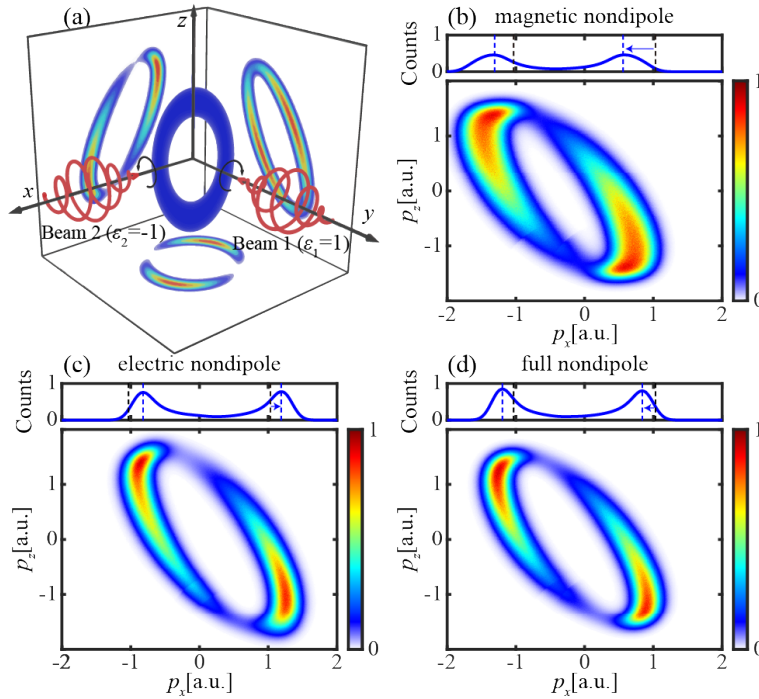 (a)
z
x
y
Beam 2 (ε2=-1)
Beam 1 (ε1=1)
(b) magnetic nondipole
Counts
0
1
pz[a.u.]
1
0
-1
-2 -1 0 1 2
px[a.u.]
1
0
(c) electric nondipole
Counts
0
1
pz[a.u.]
1
0
-1
-2 -1 0 1 2
px[a.u.]
1
0
(d) full nondipole
Counts
0
1
pz[a.u.]
1
0
-1
-2 -1 0 1 2
px[a.u.]
1
0